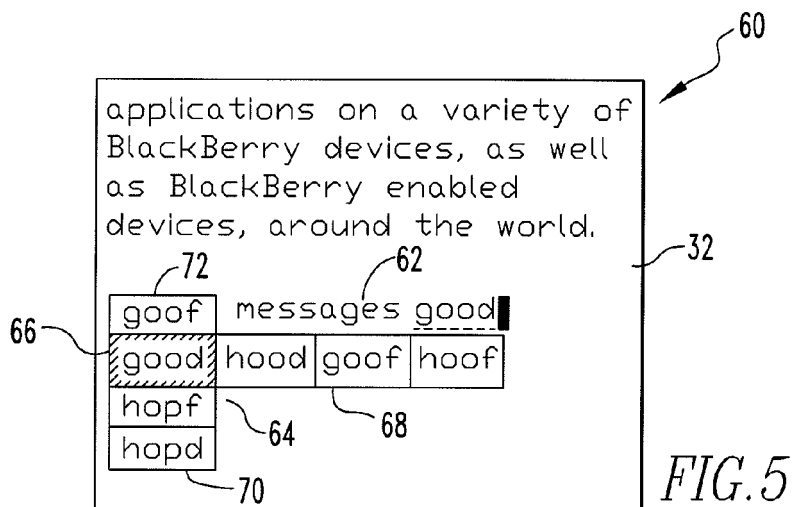 60
applications on a variety of
BlackBerry devices, as well
as BlackBerry enabled
devices, around the world.
32
72
62
goof messages good
66
good hood goof hoof
hopf
64
68
hopd
70
FIG.5